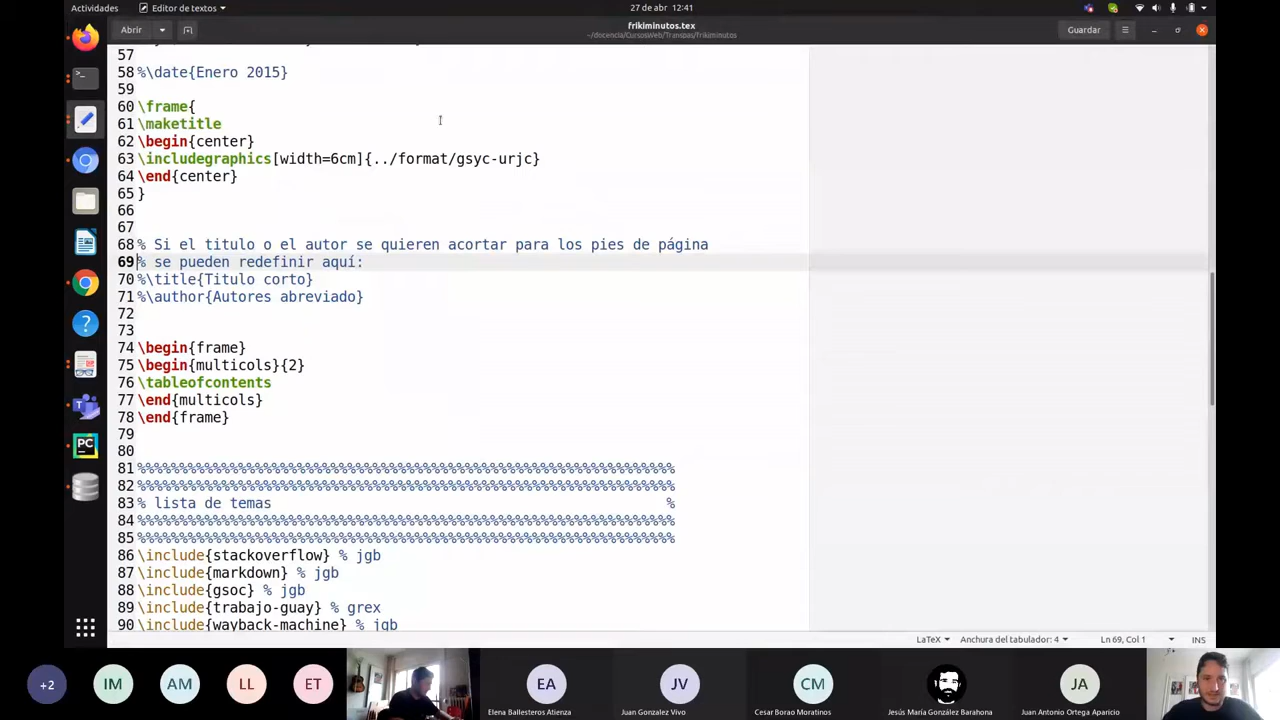 Actividades
Editor de textos
27 de abr 12:41
Abrir
frikiminutos.tex
~/docencia/CursosWeb/Transpas/frikiminutos
Guardar
57
58 %\date{Enero 2015}
59
60 \frame{
61 \maketitle
62 \begin{center}
63 \includegraphics[width=6cm]{../format/gsyc-urjc}
64 \end{center}
65 }
66
67
68 % Si el titulo o el autor se quieren acortar para los pies de página
69 % se pueden redefinir aquí:
70 %\title{Titulo corto}
71 %\author{Autores abreviado}
72
73
74 \begin{frame}
75 \begin{multicols}{2}
76 \tableofcontents
77 \end{multicols}
78 \end{frame}
79
80
81 %%%%%%%%%%%%%%%%%%%%%%%%%%%%%%%%%%%%%%%%%%%%%%%%%%%%%%%%%%%%%%%%
82 %%%%%%%%%%%%%%%%%%%%%%%%%%%%%%%%%%%%%%%%%%%%%%%%%%%%%%%%%%%%%%%%
83 % lista de temas %
84 %%%%%%%%%%%%%%%%%%%%%%%%%%%%%%%%%%%%%%%%%%%%%%%%%%%%%%%%%%%%%%%%
85 %%%%%%%%%%%%%%%%%%%%%%%%%%%%%%%%%%%%%%%%%%%%%%%%%%%%%%%%%%%%%%%%
86 \include{stackoverflow} % jgb
87 \include{markdown} % jgb
88 \include{gsoc} % jgb
89 \include{trabajo-guay} % grex
90 \include{wayback-machine} % jgb
LaTeX
Anchura del tabulador: 4
Ln 69, Col 1
INS
+2
IM
AM
LL
ET
EA
JV
CM
JA
Elena Ballesteros Atienza
Juan Gonzalez Vivo
Cesar Borao Moratinos
Jesús María González Barahona
Juan Antonio Ortega Aparicio
PC